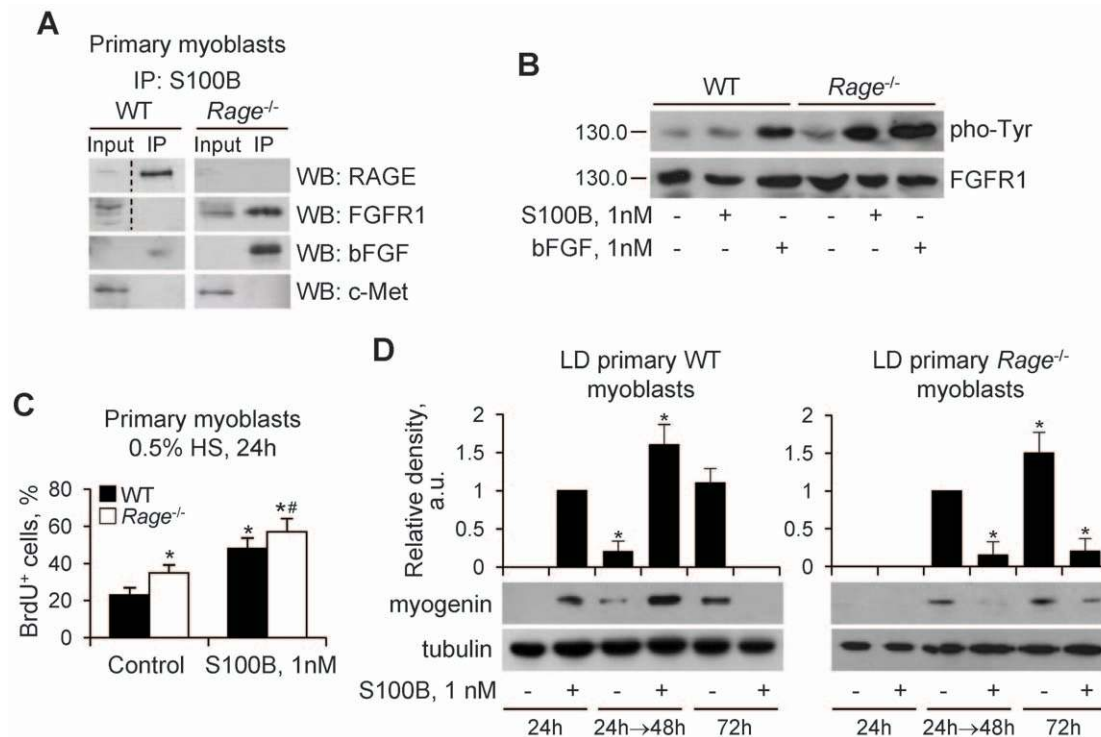 A
Primary myoblasts
IP: S100B
WT Rage-/-
Input IP Input IP
WB: RAGE
WB: FGFR1
WB: bFGF
WB: c-Met
B
WT Rage-/-
130.0 pho-Tyr
130.0 FGFR1
S100B, 1nM - + - - + -
bFGF, 1nM - - + - - +
C
Primary myoblasts
0.5% HS, 24h
BrdU+ cells, %
80
60
40
20
0
WT
Rage-/-
* * *#
Control S100B, 1nM
D
LD primary WT
myoblasts
Relative density,
a.u.
2
1.5
1
0.5
0
* *
myogenin
tubulin
S100B, 1 nM - + - + - +
24h 24h→48h 72h
LD primary Rage-/-
myoblasts
2
1.5
1
0.5
0
* * *
- + - + - +
24h 24h→48h 72h